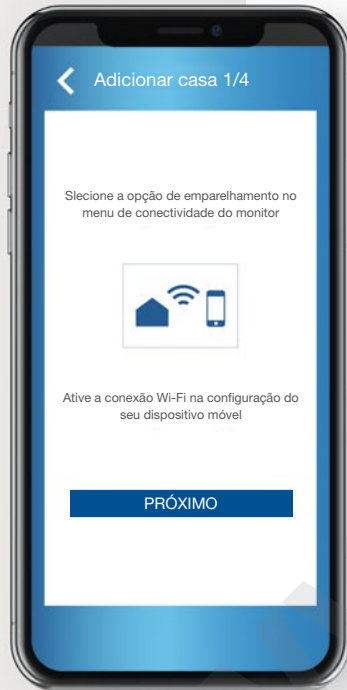 Adicionar casa 1/4
Slecione a opção de emparelhamento no
menu de conectividade do monitor
Ative a conexão Wi-Fi na configuração do
seu dispositivo móvel
PRÓXIMO